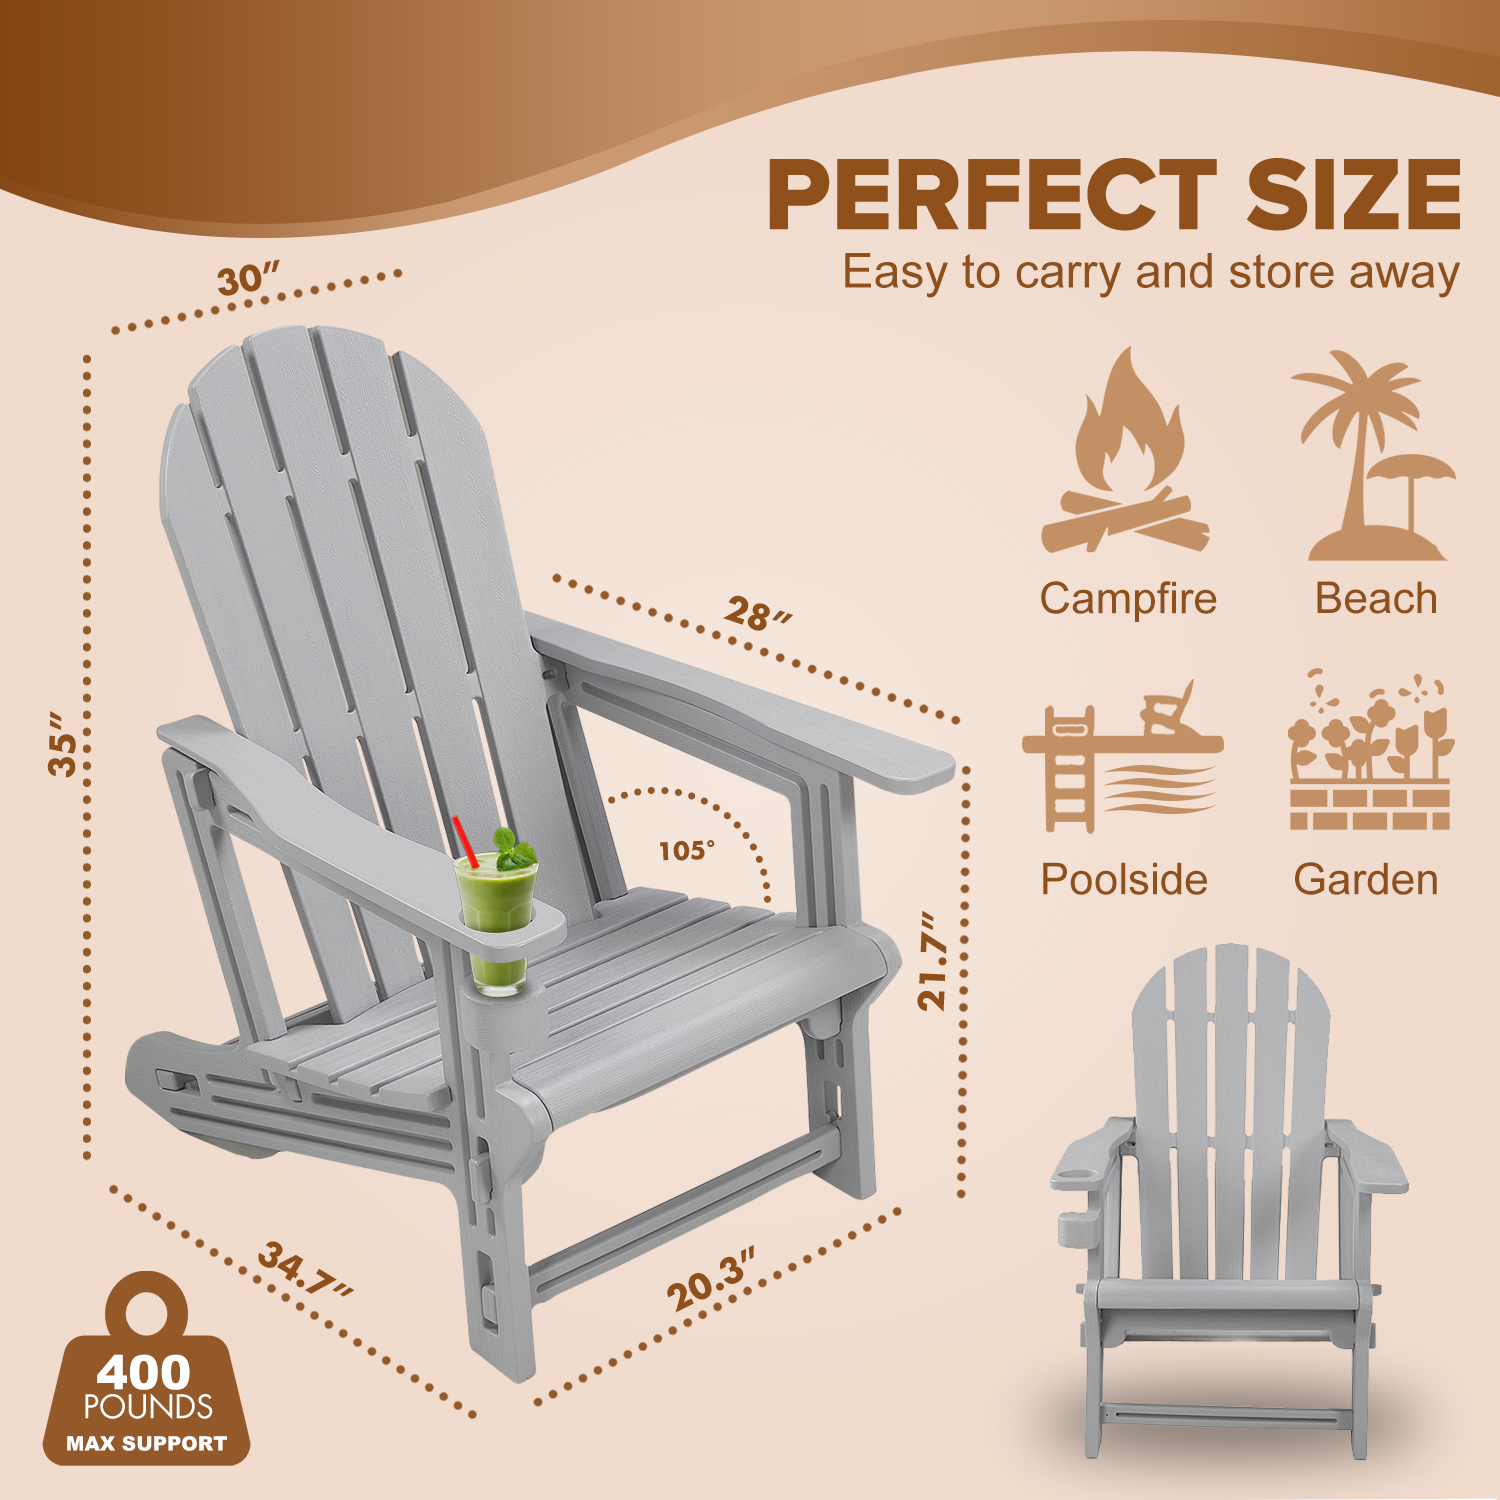 PERFECT SIZE
Easy to carry and store away
30″
35″
28″
105°
21.7″
34.7″
20.3″
Campfire
Beach
Poolside
Garden
400
POUNDS
MAX SUPPORT